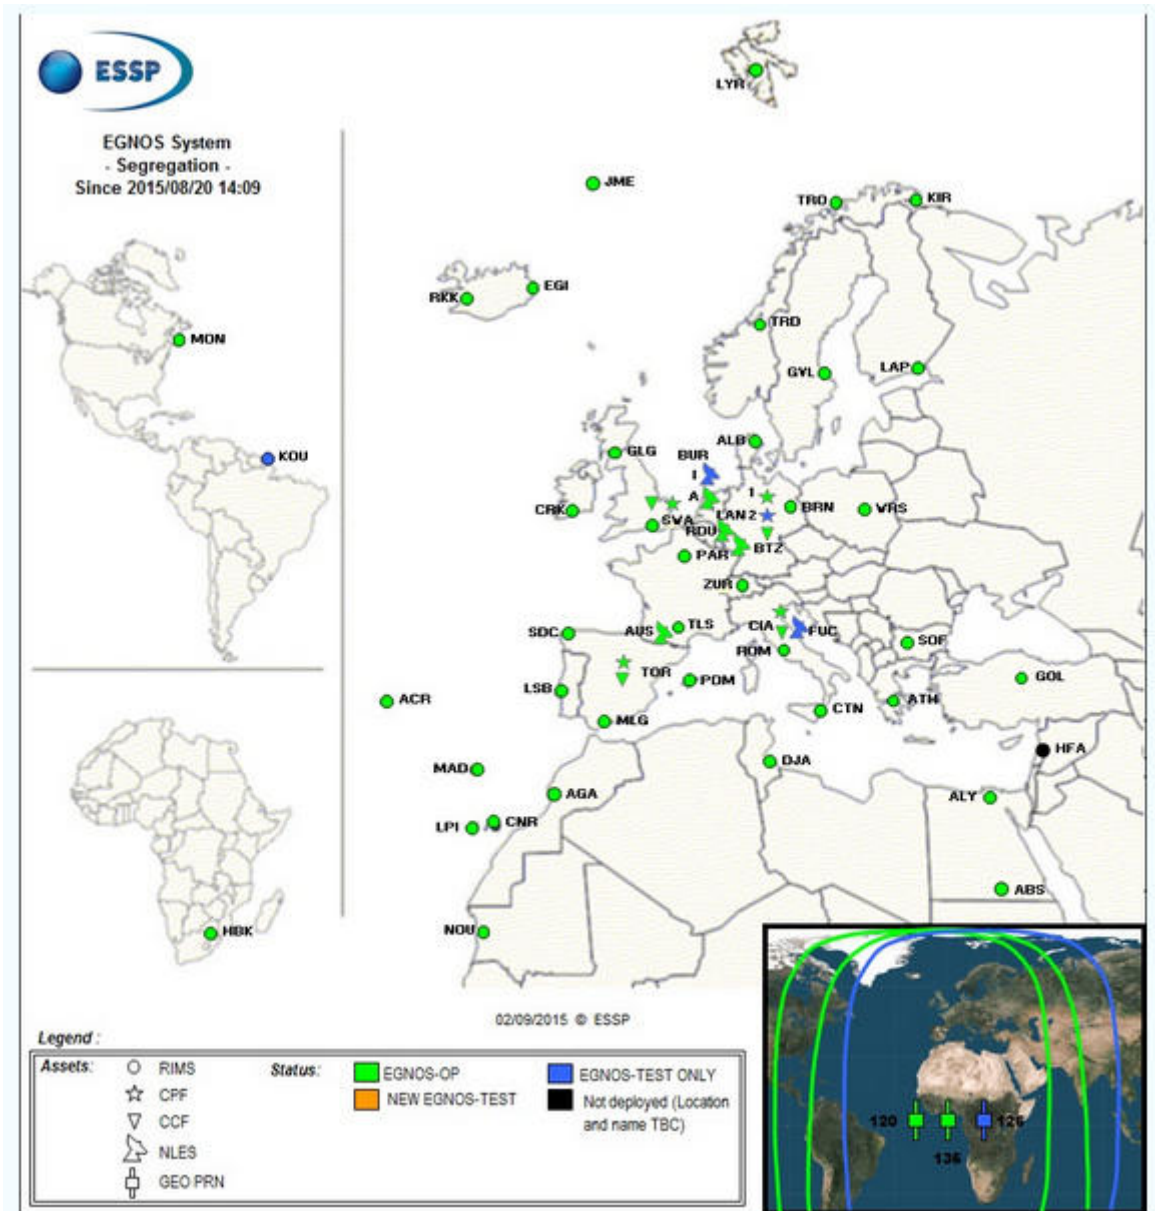 ESSP
EGNOS System
- Segregation -
Since 2015/08/20 14:09
LYR
JME
TRO
KIR
RKK
EGI
MON
TRD
GVL
LAP
KOU
GLG
ALB
BUR
I
A
1
CRK
SWA
LAN 2
BRN
WRS
RDU
BTZ
PAR
ZUR
SDC
AUS
TLS
CIA
FUC
SOF
ROM
TOR
PDM
GOL
LSB
ACR
MLG
CTN
ATH
HFA
MAD
DJA
AGA
ALY
LPI
CNR
ABS
HBK
NOU
02/09/2015 © ESSP
120
126
136
Legend :
Assets:
RIMS
CPF
CCF
NLES
GEO PRN
Status:
EGNOS-OP
NEW EGNOS-TEST
EGNOS-TEST ONLY
Not deployed (Location
and name TBC)